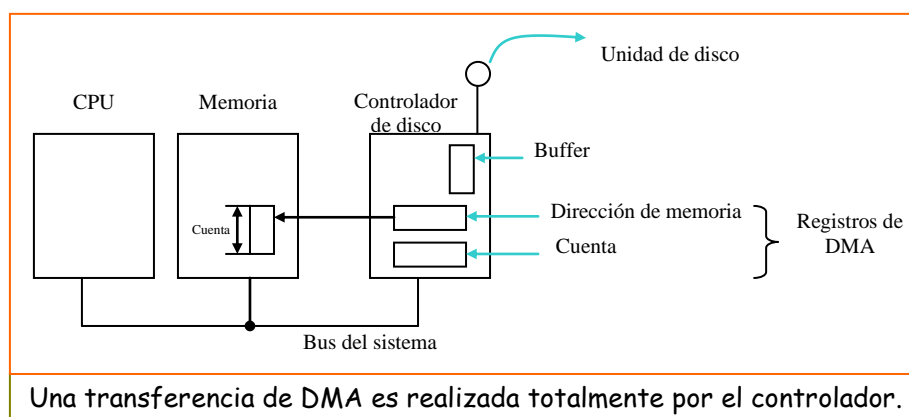 Unidad de disco
CPU
Memoria
Controlador
de disco
Buffer
Cuenta
Dirección de memoria
Cuenta
Registros de
DMA
Bus del sistema
Una transferencia de DMA es realizada totalmente por el controlador.